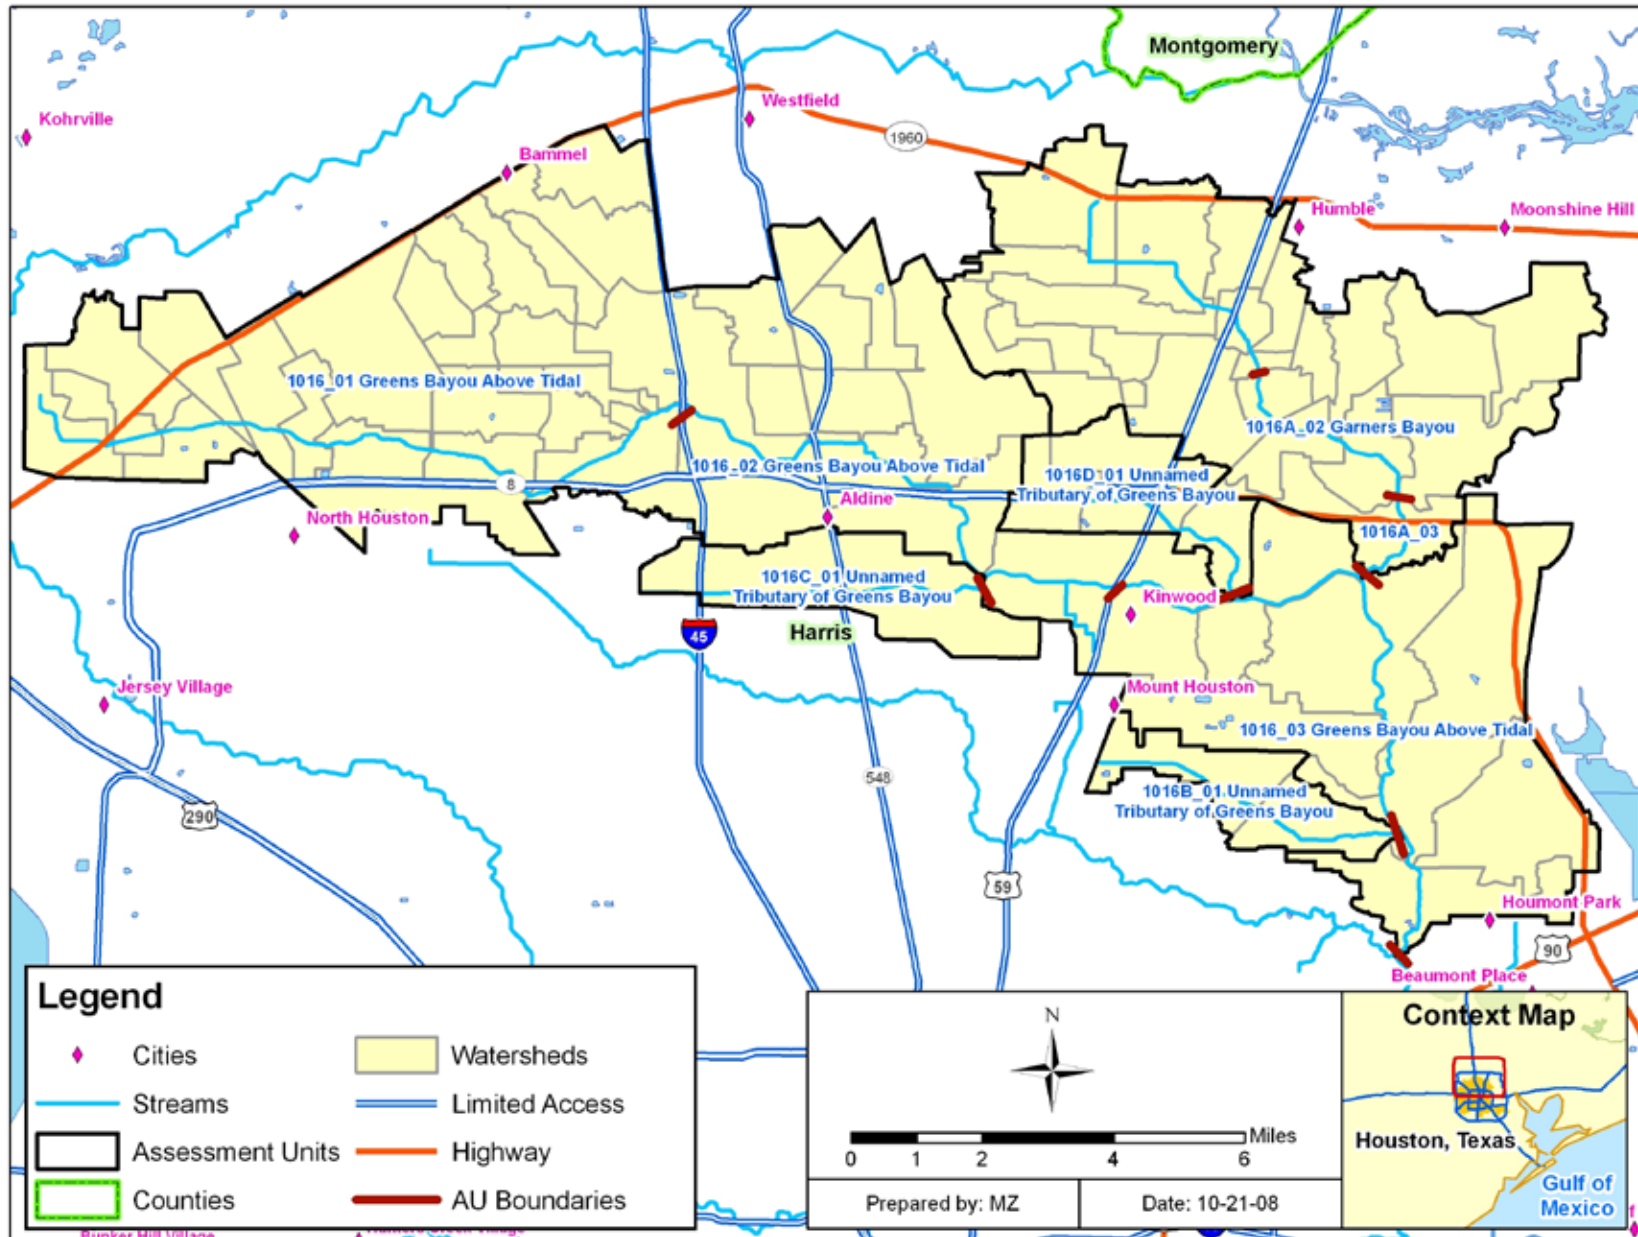 Montgomery
Kohrville
Westfield
1960
Bammel
Humble
Moonshine Hill
1016_01 Greens Bayou Above Tidal
1016A_02 Garners Bayou
1016_02 Greens Bayou Above Tidal
1016D_01 Unnamed
Tributary of Greens Bayou
8
Aldine
North Houston
1016A_03
1016C_01 Unnamed
Tributary of Greens Bayou
Kinwood
Harris
45
Jersey Village
Mount Houston
1016_03 Greens Bayou Above Tidal
548
290
1016B_01 Unnamed
Tributary of Greens Bayou
59
Houmont Park
90
Beaumont Place
Legend
Cities
Watersheds
Streams
Limited Access
Assessment Units
Highway
Counties
AU Boundaries
N
Miles
0 1 2 4 6
Prepared by: MZ
Date: 10-21-08
Context Map
Houston, Texas
Gulf of
Mexico
Bunker Hill Village